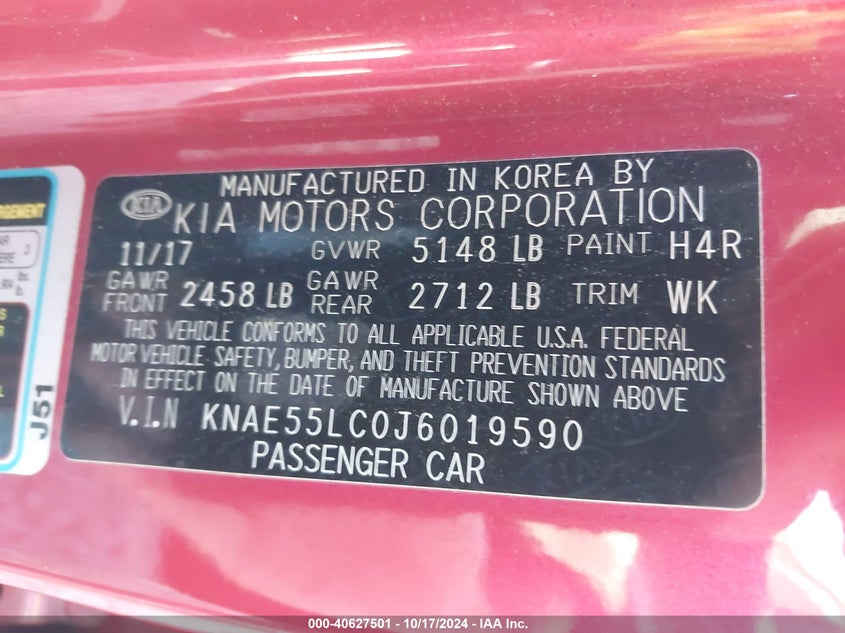 MANUFACTURED IN KOREA BY
KIA KIA MOTORS CORPORATION
11/17 GVWR 5148 LB PAINT H4R
GAWR FRONT 2458 LB GAWR REAR 2712 LB TRIM WK
THIS VEHICLE CONFORMS TO ALL APPLICABLE U.S.A. FEDERAL
MOTOR VEHICLE SAFETY, BUMPER, AND THEFT PREVENTION STANDARDS
IN EFFECT ON THE DATE OF MANUFACTURE SHOWN ABOVE
V.I.N KNAE55LC0J6019590
PASSENGER CAR
J51
000-40627501 - 10/17/2024 - IAA Inc.